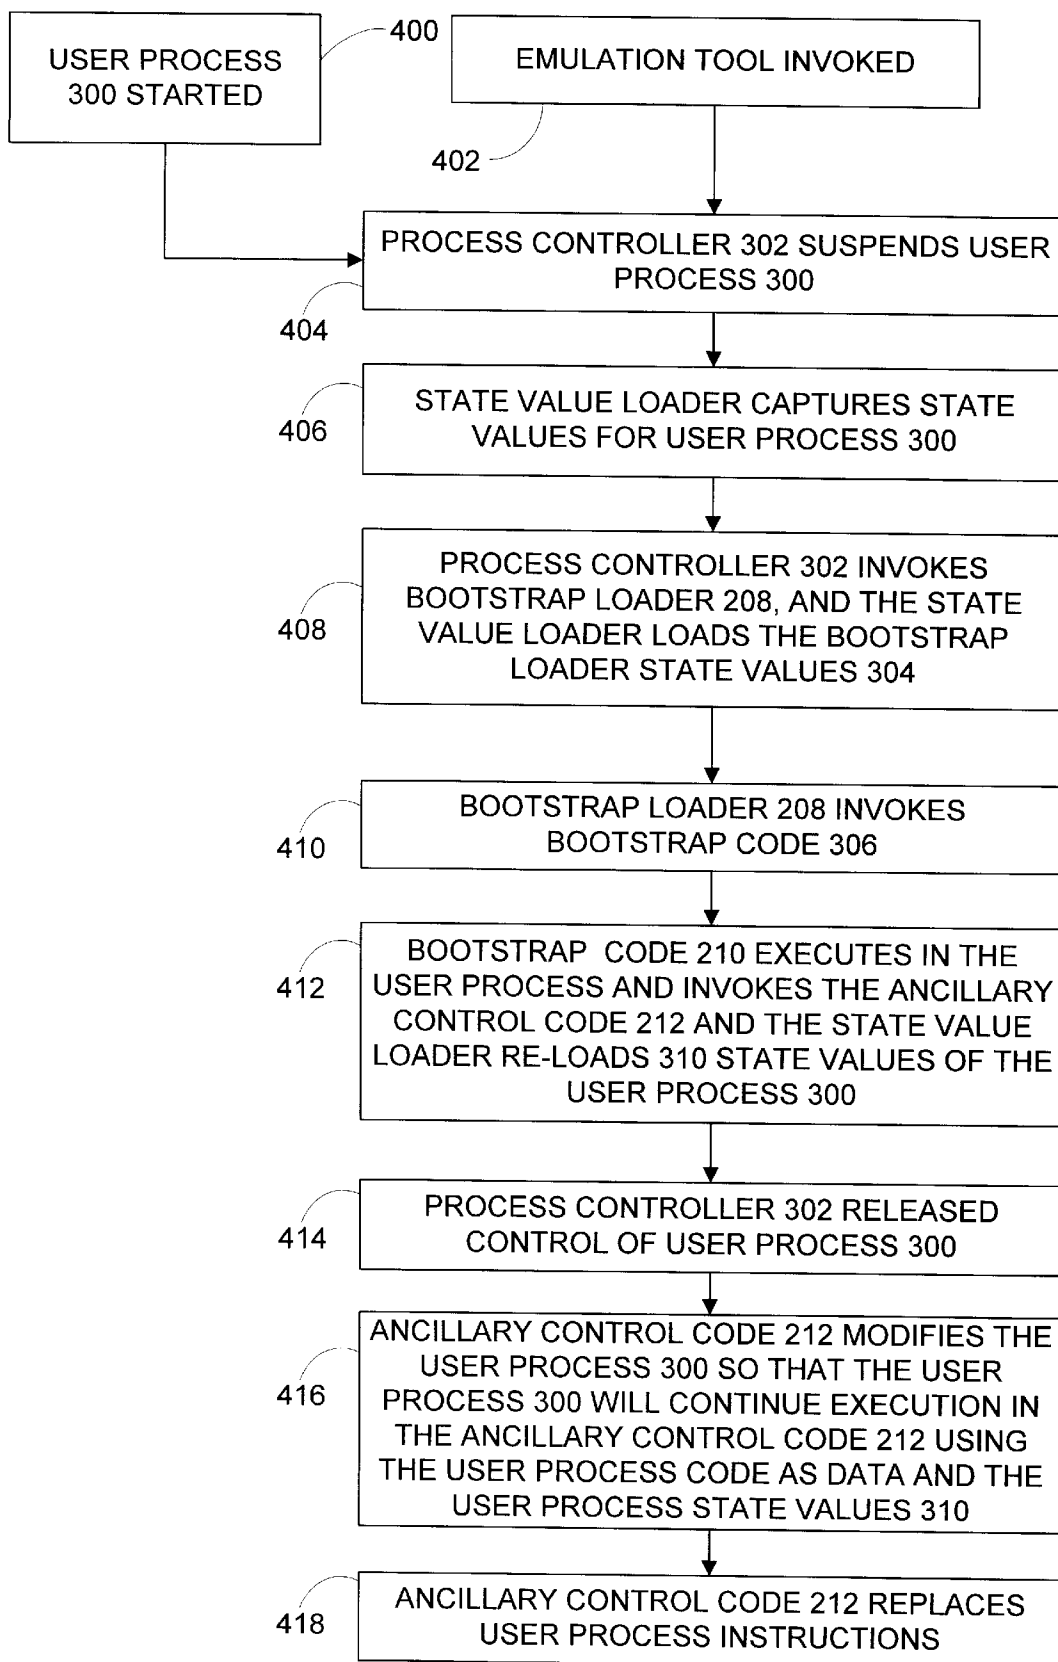 USER PROCESS
300 STARTED
400
EMULATION TOOL INVOKED
402
PROCESS CONTROLLER 302 SUSPENDS USER
PROCESS 300
404
STATE VALUE LOADER CAPTURES STATE
VALUES FOR USER PROCESS 300
406
PROCESS CONTROLLER 302 INVOKES
BOOTSTRAP LOADER 208, AND THE STATE
VALUE LOADER LOADS THE BOOTSTRAP
LOADER STATE VALUES 304
408
BOOTSTRAP LOADER 208 INVOKES
BOOTSTRAP CODE 306
410
BOOTSTRAP CODE 210 EXECUTES IN THE
USER PROCESS AND INVOKES THE ANCILLARY
CONTROL CODE 212 AND THE STATE VALUE
LOADER RE-LOADS 310 STATE VALUES OF THE
USER PROCESS 300
412
PROCESS CONTROLLER 302 RELEASED
CONTROL OF USER PROCESS 300
414
ANCILLARY CONTROL CODE 212 MODIFIES THE
USER PROCESS 300 SO THAT THE USER
PROCESS 300 WILL CONTINUE EXECUTION IN
THE ANCILLARY CONTROL CODE 212 USING
THE USER PROCESS CODE AS DATA AND THE
USER PROCESS STATE VALUES 310
416
ANCILLARY CONTROL CODE 212 REPLACES
USER PROCESS INSTRUCTIONS
418